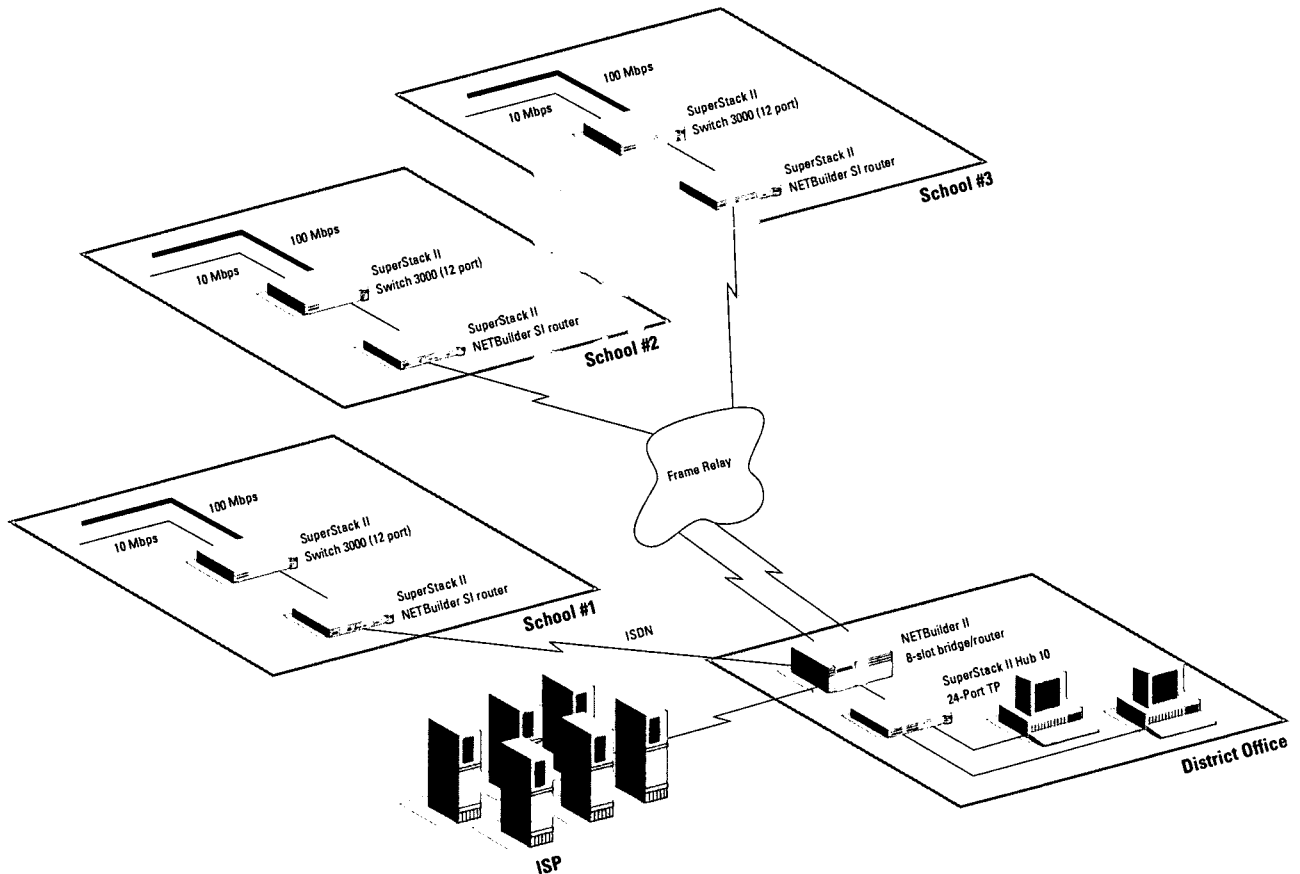 100 Mbps
10 Mbps
SuperStack II
Switch 3000 (12 port)
SuperStack II
NETBuilder SI router
School #3
100 Mbps
10 Mbps
SuperStack II
Switch 3000 (12 port)
SuperStack II
NETBuilder SI router
School #2
Frame Relay
100 Mbps
10 Mbps
SuperStack II
Switch 3000 (12 port)
SuperStack II
NETBuilder SI router
School #1
ISDN
NETBuilder II
8-slot bridge/router
SuperStack II Hub 10
24-Port TP
District Office
ISP